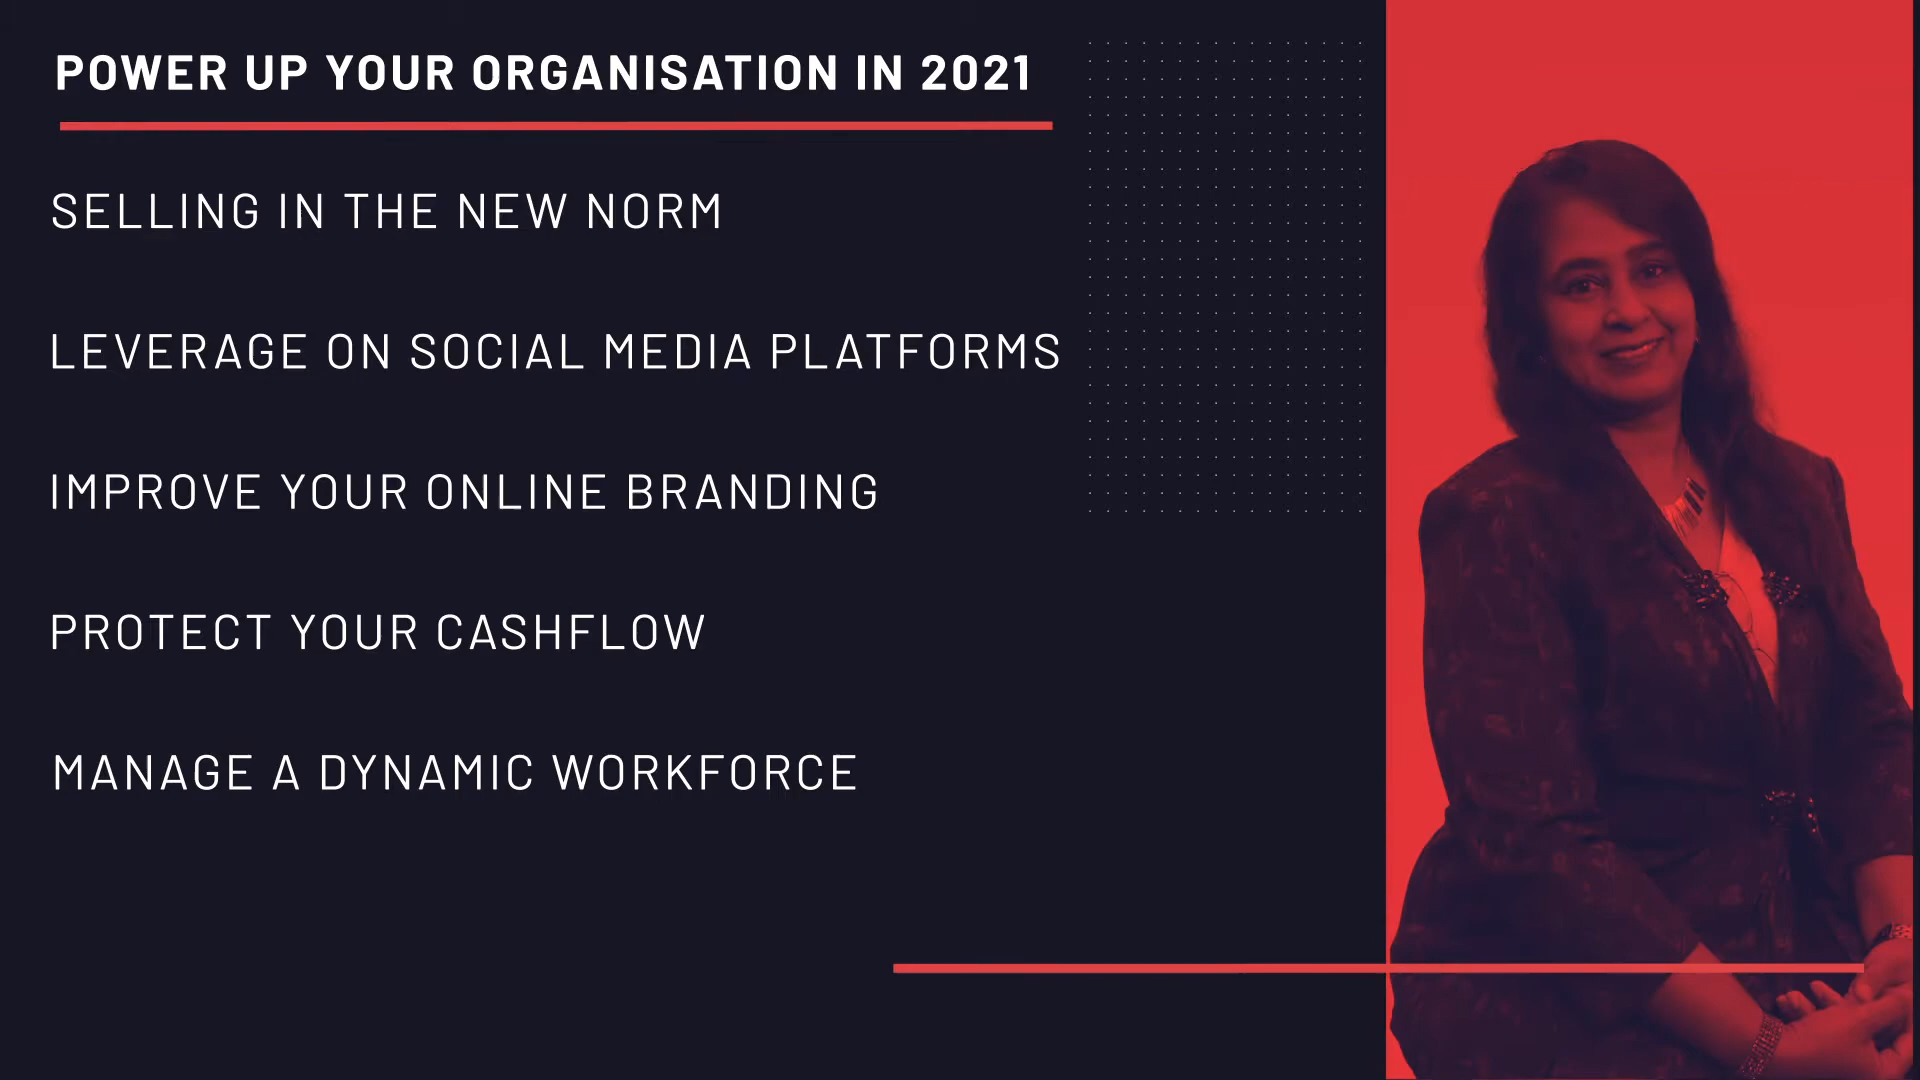 POWER UP YOUR ORGANISATION IN 2021
SELLING IN THE NEW NORM
LEVERAGE ON SOCIAL MEDIA PLATFORMS
IMPROVE YOUR ONLINE BRANDING
PROTECT YOUR CASHFLOW
MANAGE A DYNAMIC WORKFORCE